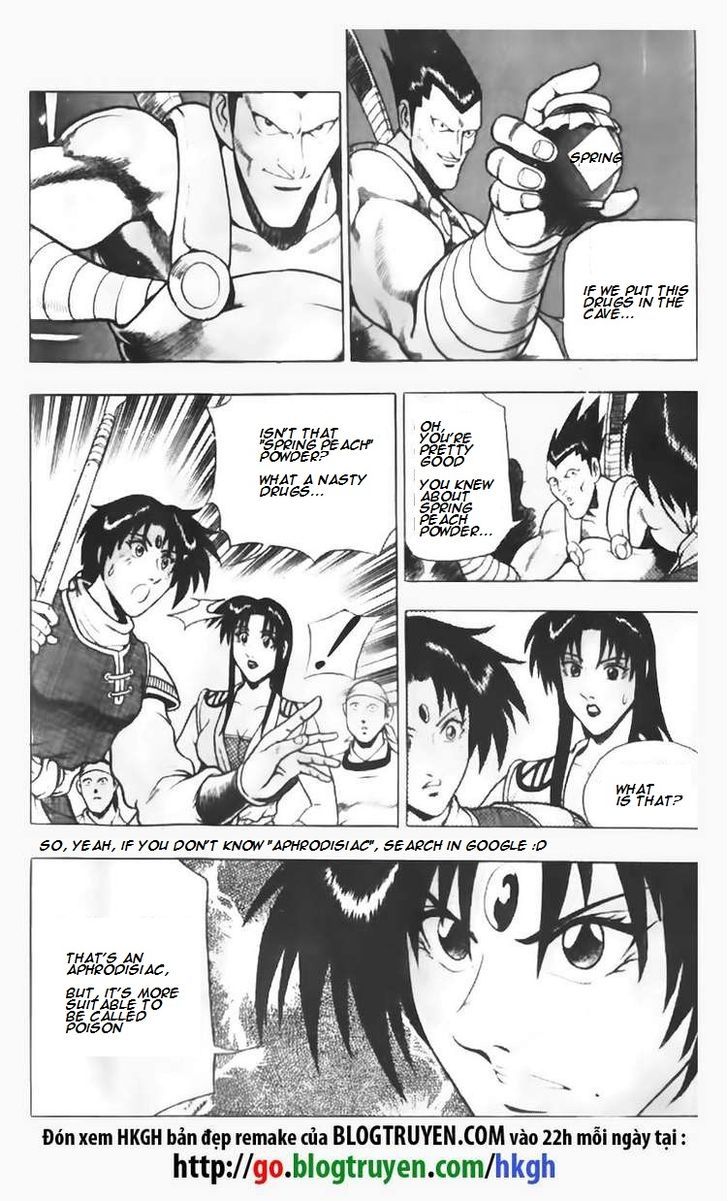 SPRING
IF WE PUT THIS
DRUGS IN THE
CAVE...
ISN'T THAT
"SPRING PEACH"
POWDER?
WHAT A NASTY
DRUGS...
OH,
YOU'RE
PRETTY
GOOD
YOU KNEW
ABOUT
SPRING
PEACH
POWDER...
!
WHAT
IS THAT?
SO, YEAH, IF YOU DON'T KNOW "APHRODISIAC", SEARCH IN GOOGLE :D
THAT'S AN
APHRODISIAC,
BUT, IT'S MORE
SUITABLE TO
BE CALLED
POISON
Đón xem HKGH bản đẹp remake của BLOGTRUYEN.COM vào 22h mỗi ngày tại :
http://go.blogtruyen.com/hkgh